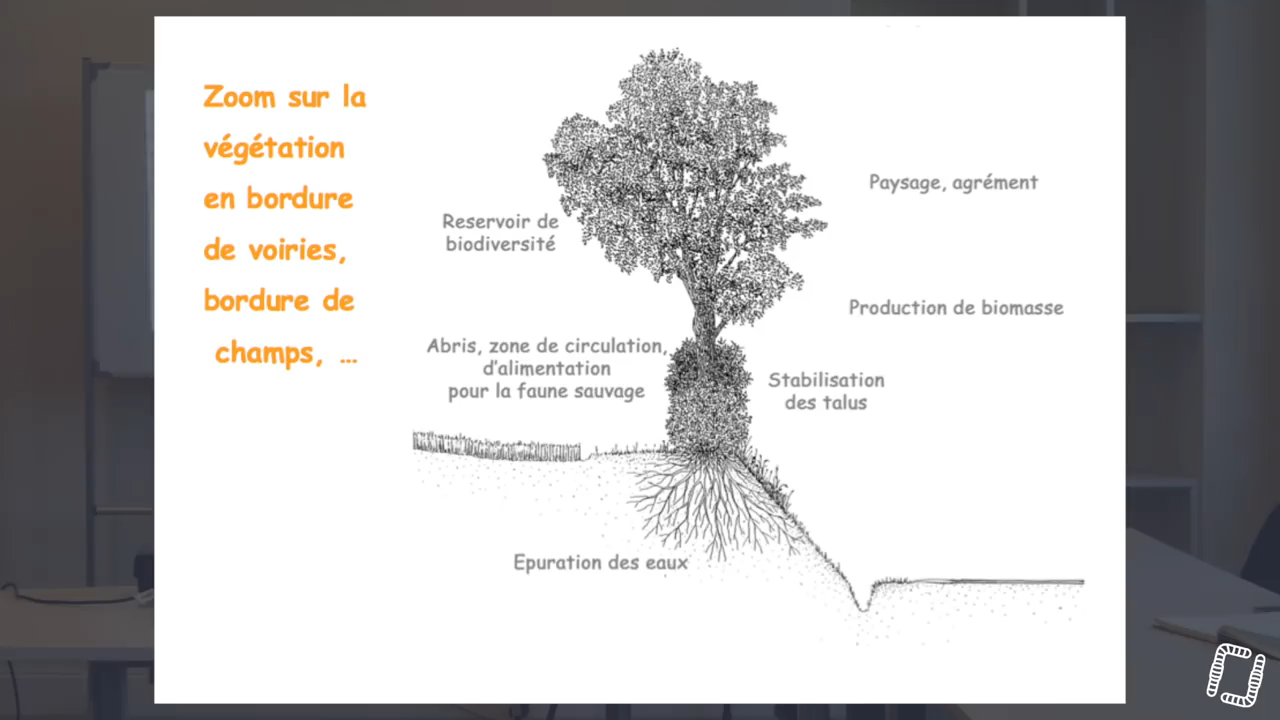 Zoom sur la
végétation
en bordure
de voiries,
bordure de
champs, ...
Paysage, agrément
Reservoir de
biodiversité
Production de biomasse
Abris, zone de circulation,
d'alimentation
pour la faune sauvage
Stabilisation
des talus
Epuration des eaux